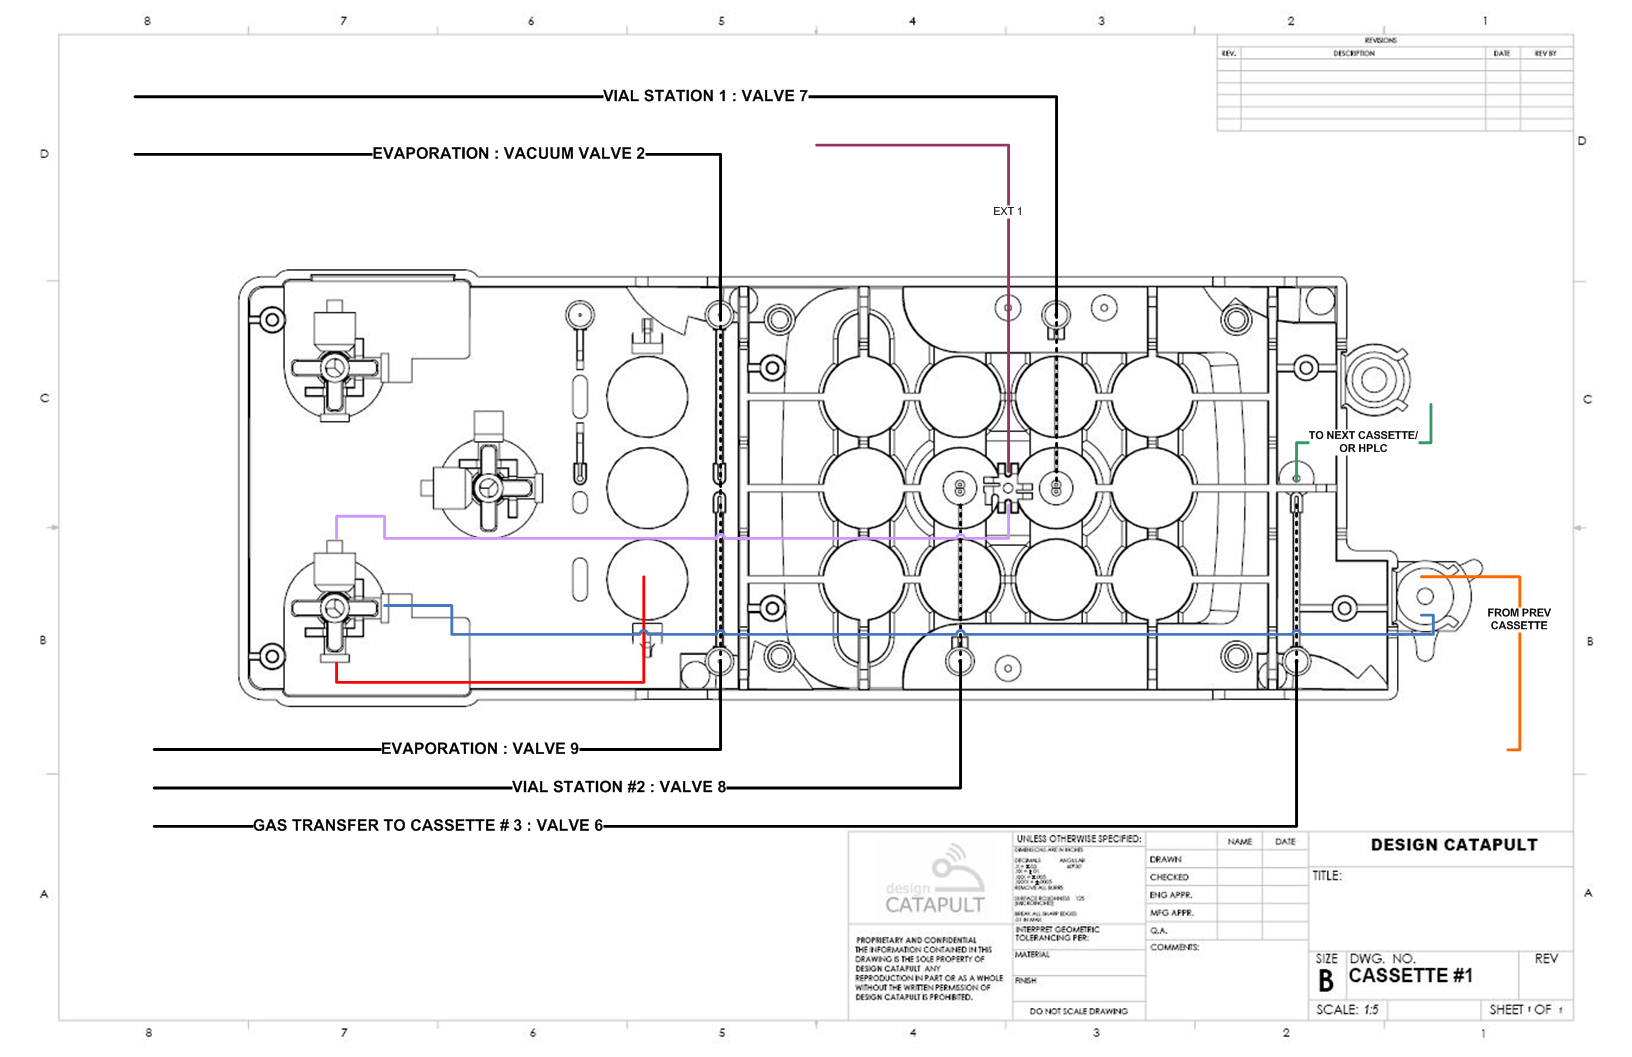 8 7 6 5 4 3 2 1
REVISIONS
REV. DESCRIPTION DATE REV BY
VIAL STATION 1 : VALVE 7
D D
EVAPORATION : VACUUM VALVE 2
EXT 1
C C
TO NEXT CASSETTE/
OR HPLC
FROM PREV
CASSETTE
B B
EVAPORATION : VALVE 9
VIAL STATION #2 : VALVE 8
GAS TRANSFER TO CASSETTE # 3 : VALVE 6
A A
design
CATAPULT
PROPRIETARY AND CONFIDENTIAL
THE INFORMATION CONTAINED IN THIS
DRAWING IS THE SOLE PROPERTY OF
DESIGN CATAPULT ANY
REPRODUCTION IN PART OR AS A WHOLE
WITHOUT THE WRITTEN PERMISSION OF
DESIGN CATAPULT IS PROHIBITED.
UNLESS OTHERWISE SPECIFIED:
DIMENSIONS ARE IN INCHES
DECIMALS ANGULAR
REMOVE ALL BURRS
SURFACE ROUGHNESS 125
BREAK ALL SHARP EDGES
.01 IN MAX
INTERPRET GEOMETRIC
TOLERANCING PER:
MATERIAL
FINISH
DO NOT SCALE DRAWING
NAME DATE
DRAWN
CHECKED
ENG APPR.
MFG APPR.
Q.A.
COMMENTS:
DESIGN CATAPULT
TITLE:
SIZE DWG. NO. REV
B CASSETTE #1
SCALE: 1:5 SHEET 1 OF 1
8 7 6 5 4 3 2 1